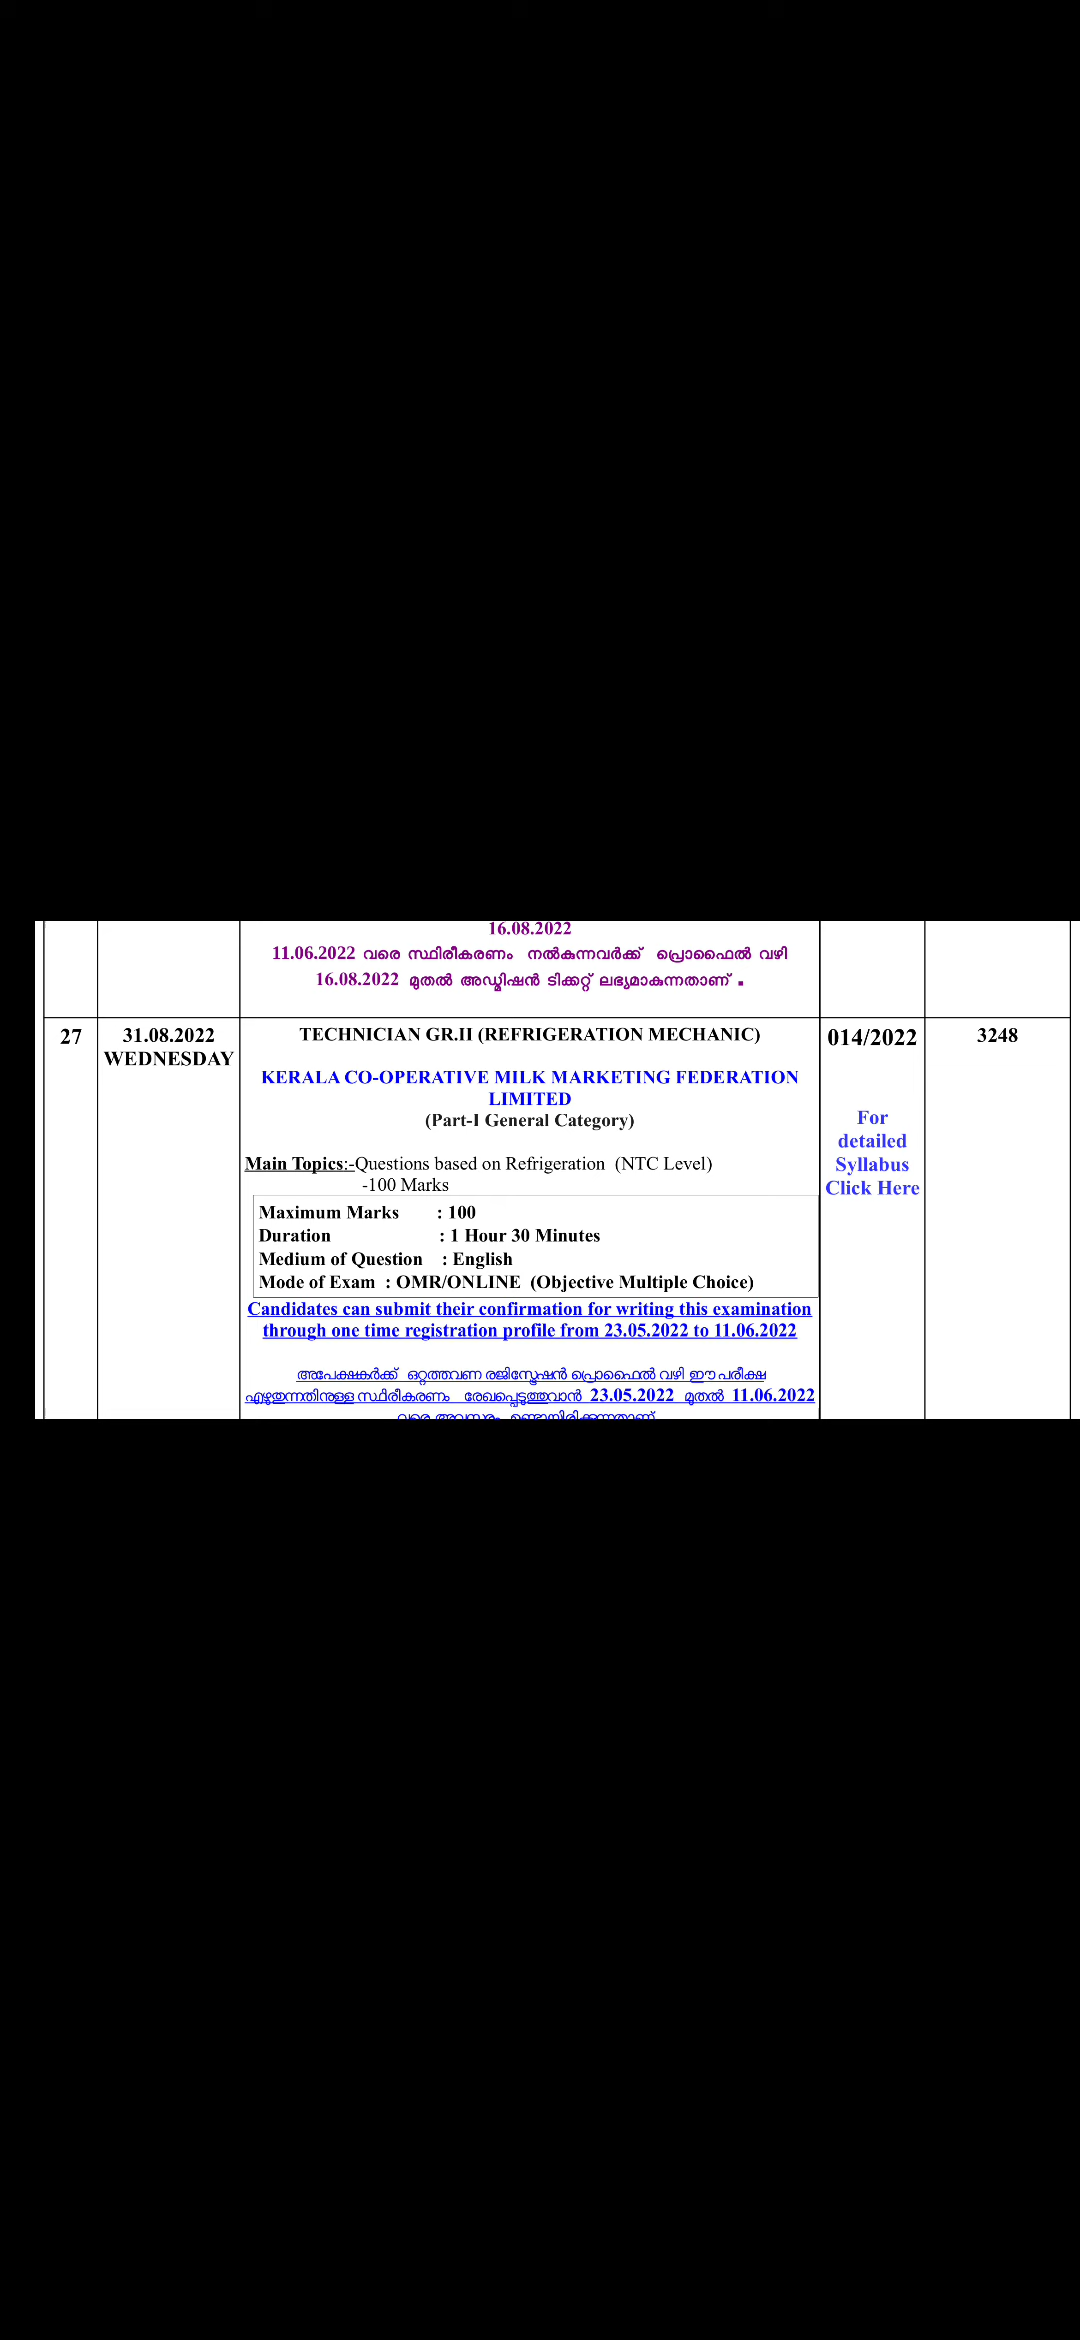 16.08.2022
11.06.2022 വരെ സ്ഥിരീകരണം നൽകുന്നവർക്ക് പ്രൊഫൈൽ വഴി
16.08.2022 മുതൽ അഡ്മിഷൻ ടിക്കറ്റ് ലഭ്യമാകുന്നതാണ് .
27
31.08.2022
WEDNESDAY
TECHNICIAN GR.II (REFRIGERATION MECHANIC)
KERALA CO-OPERATIVE MILK MARKETING FEDERATION
LIMITED
(Part-I General Category)
Main Topics:-Questions based on Refrigeration (NTC Level)
-100 Marks
Maximum Marks : 100
Duration : 1 Hour 30 Minutes
Medium of Question : English
Mode of Exam : OMR/ONLINE (Objective Multiple Choice)
Candidates can submit their confirmation for writing this examination
through one time registration profile from 23.05.2022 to 11.06.2022
അപേക്ഷകർക്ക് ഒറ്റത്തവണ രജിസ്ട്രേഷൻ പ്രൊഫൈൽ വഴി ഈ പരീക്ഷ
എഴുതുന്നതിനുള്ള സ്ഥിരീകരണം രേഖപ്പെടുത്തുവാൻ 23.05.2022 മുതൽ 11.06.2022
വരെ അവസരം ഉണ്ടായിരിക്കുന്നതാണ്
014/2022
For
detailed
Syllabus
Click Here
3248